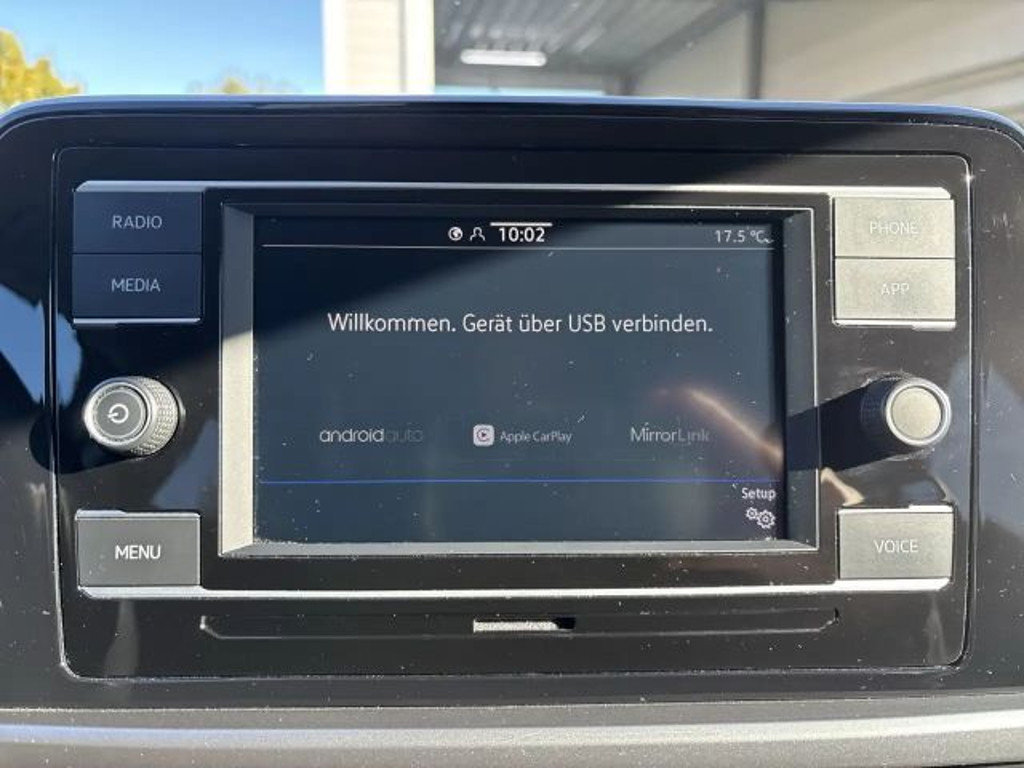 RADIO
MEDIA
10:02
17.5 °C
PHONE
APP
Willkommen. Gerät über USB verbinden.
androidauto
Apple CarPlay
MirrorLink
Setup
MENU
VOICE